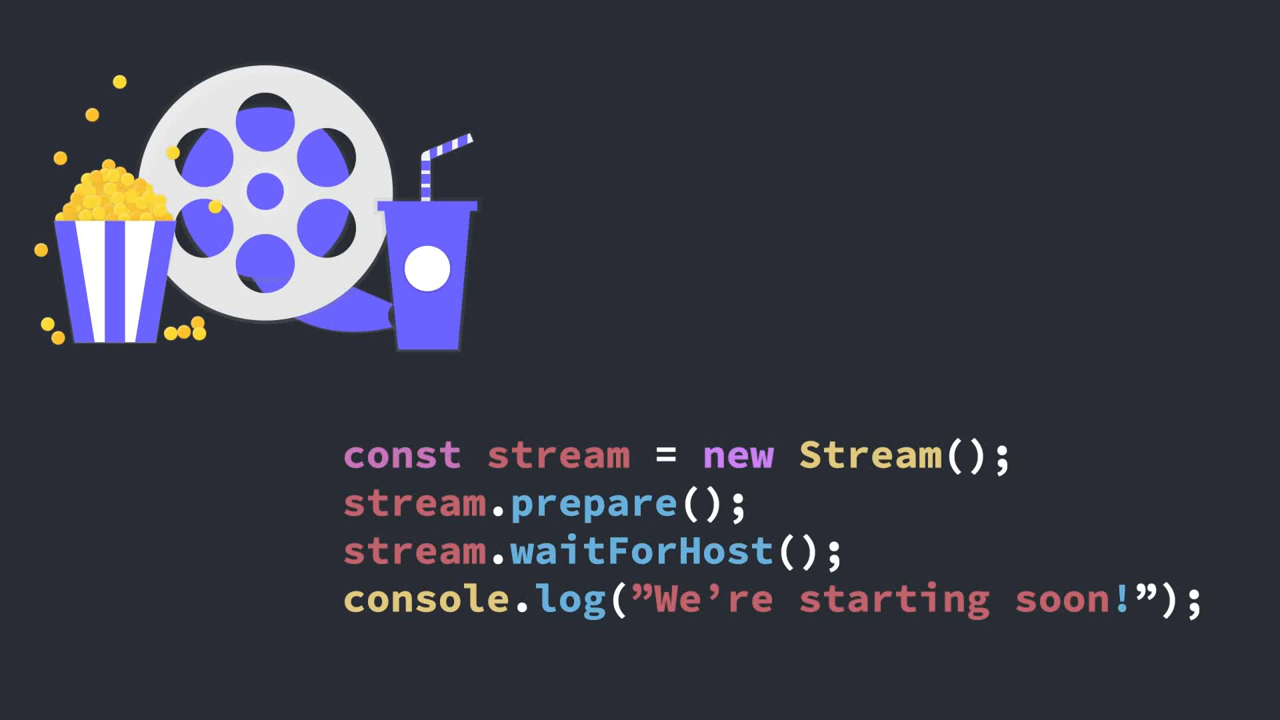 const stream = new Stream();
stream.prepare();
stream.waitForHost();
console.log(”We’re starting soon!”);